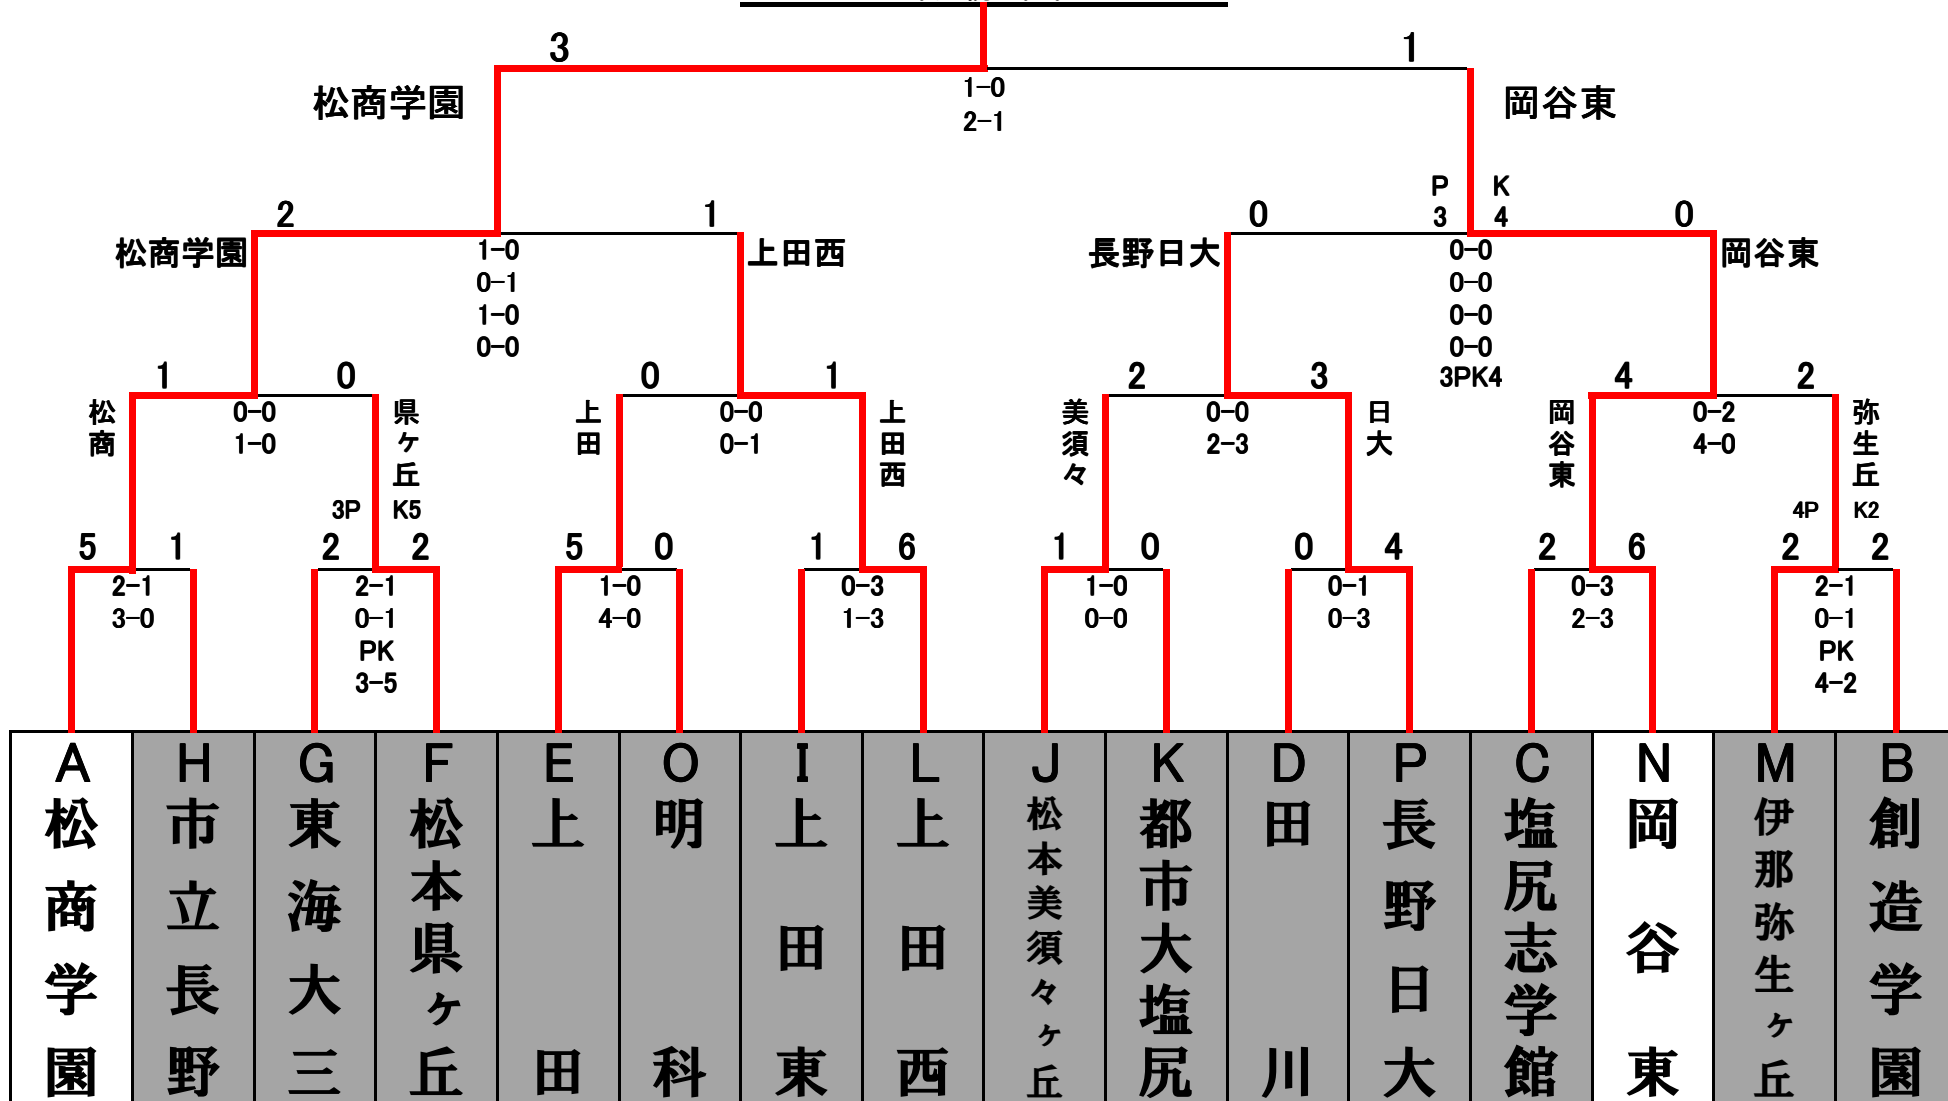 3 1
松商学園 1-0 岡谷東
2-1
P K
2 1 0 3 4 0
松商学園 1-0 上田西 長野日大 0-0 岡谷東
0-1 0-0
1-0 0-0
0-0 0-0
1 0 0 1 2 3 3PK4 4 2
松商 0-0 県ヶ丘 上田 0-0 上田西 美須々 0-0 日大 岡谷東 0-2 弥生丘
1-0 0-1 2-3 4-0
3P K5 4P K2
5 1 2 2 5 0 1 6 1 0 0 4 2 6 2 2
2-1 2-1 1-0 0-3 1-0 0-1 0-3 2-1
3-0 0-1 4-0 1-3 0-0 0-3 2-3 0-1
PK PK
3-5 4-2
A H G F E O I L J K D P C N M B
松商学園
市立長野
東海大三
松本県ヶ丘
上田
明科
上田東
上田西
松本美須々ヶ丘
都市大塩尻
田川
長野日大
塩尻志学館
岡谷東
伊那弥生ヶ丘
創造学園